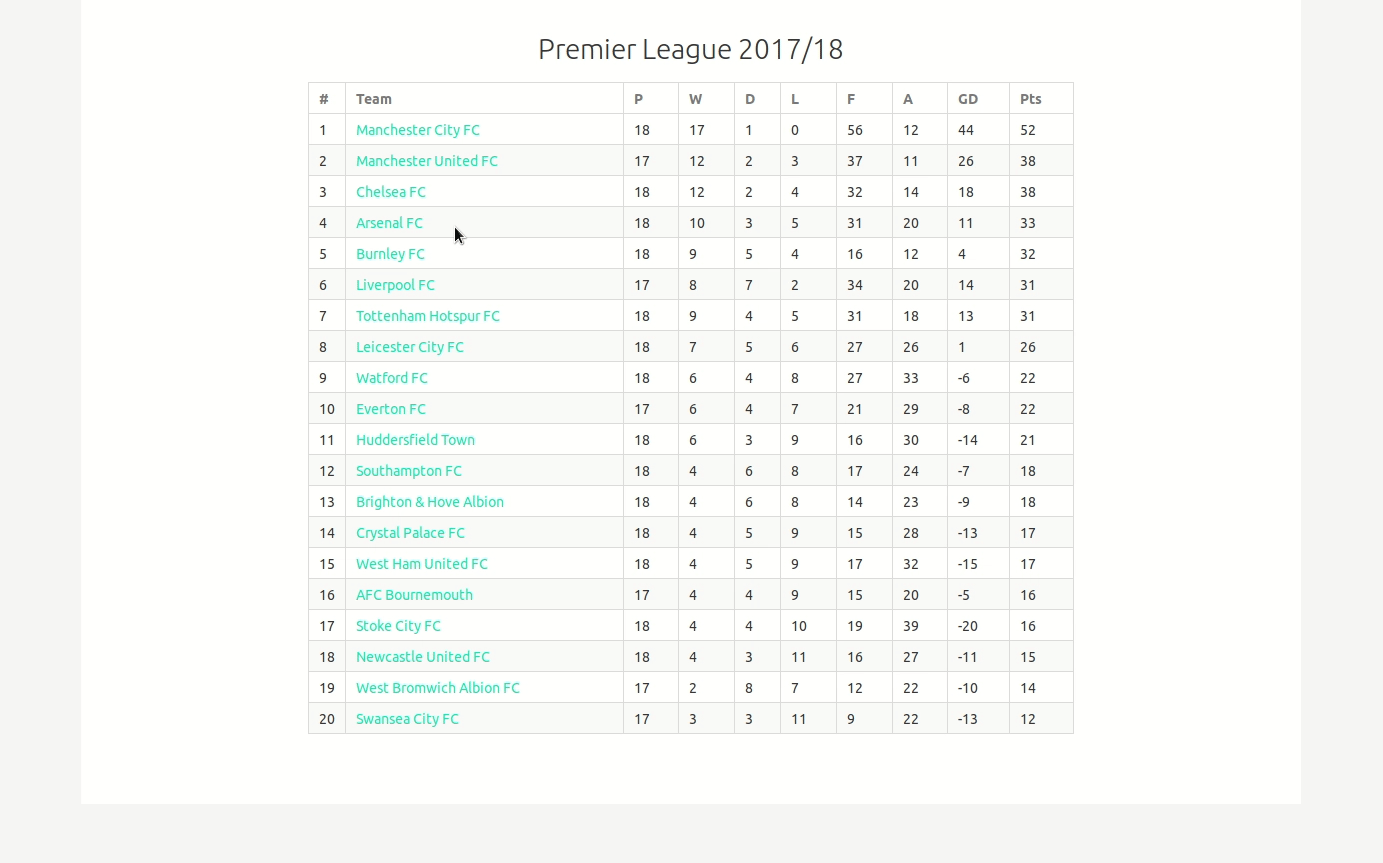 Premier League 2017/18
# Team P W D L F A GD Pts
1 Manchester City FC 18 17 1 0 56 12 44 52
2 Manchester United FC 17 12 2 3 37 11 26 38
3 Chelsea FC 18 12 2 4 32 14 18 38
4 Arsenal FC 18 10 3 5 31 20 11 33
5 Burnley FC 18 9 5 4 16 12 4 32
6 Liverpool FC 17 8 7 2 34 20 14 31
7 Tottenham Hotspur FC 18 9 4 5 31 18 13 31
8 Leicester City FC 18 7 5 6 27 26 1 26
9 Watford FC 18 6 4 8 27 33 -6 22
10 Everton FC 17 6 4 7 21 29 -8 22
11 Huddersfield Town 18 6 3 9 16 30 -14 21
12 Southampton FC 18 4 6 8 17 24 -7 18
13 Brighton & Hove Albion 18 4 6 8 14 23 -9 18
14 Crystal Palace FC 18 4 5 9 15 28 -13 17
15 West Ham United FC 18 4 5 9 17 32 -15 17
16 AFC Bournemouth 17 4 4 9 15 20 -5 16
17 Stoke City FC 18 4 4 10 19 39 -20 16
18 Newcastle United FC 18 4 3 11 16 27 -11 15
19 West Bromwich Albion FC 17 2 8 7 12 22 -10 14
20 Swansea City FC 17 3 3 11 9 22 -13 12